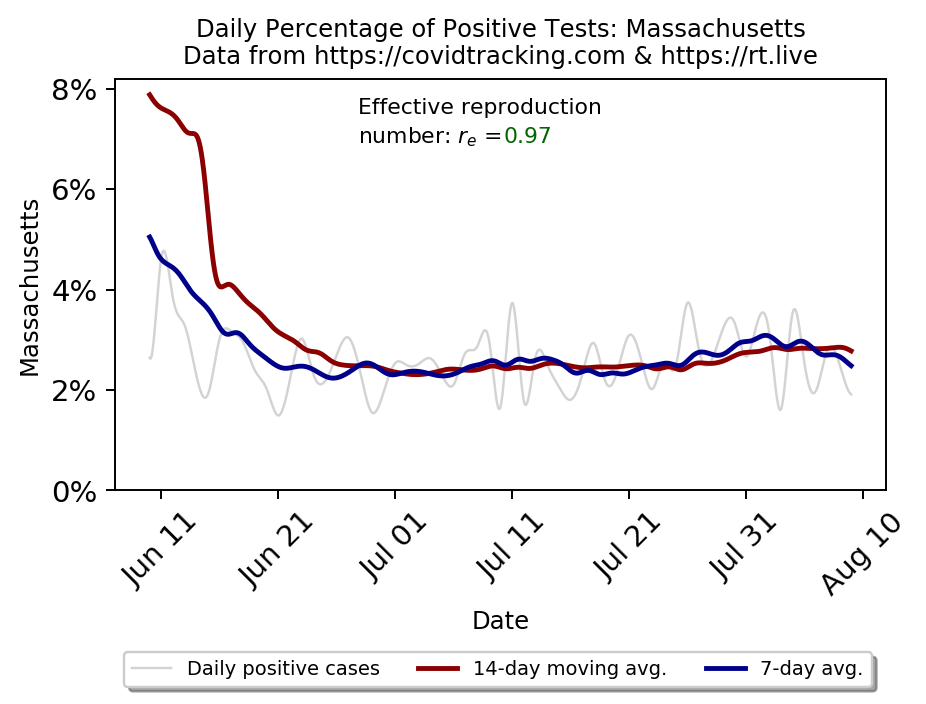 Daily Percentage of Positive Tests: Massachusetts
Data from https://covidtracking.com & https://rt.live
Effective reproduction
number: rₑ =0.97
8%
6%
4%
2%
0%
Massachusetts
Jun 11
Jun 21
Jul 01
Jul 11
Jul 21
Jul 31
Aug 10
Date
Daily positive cases
14-day moving avg.
7-day avg.